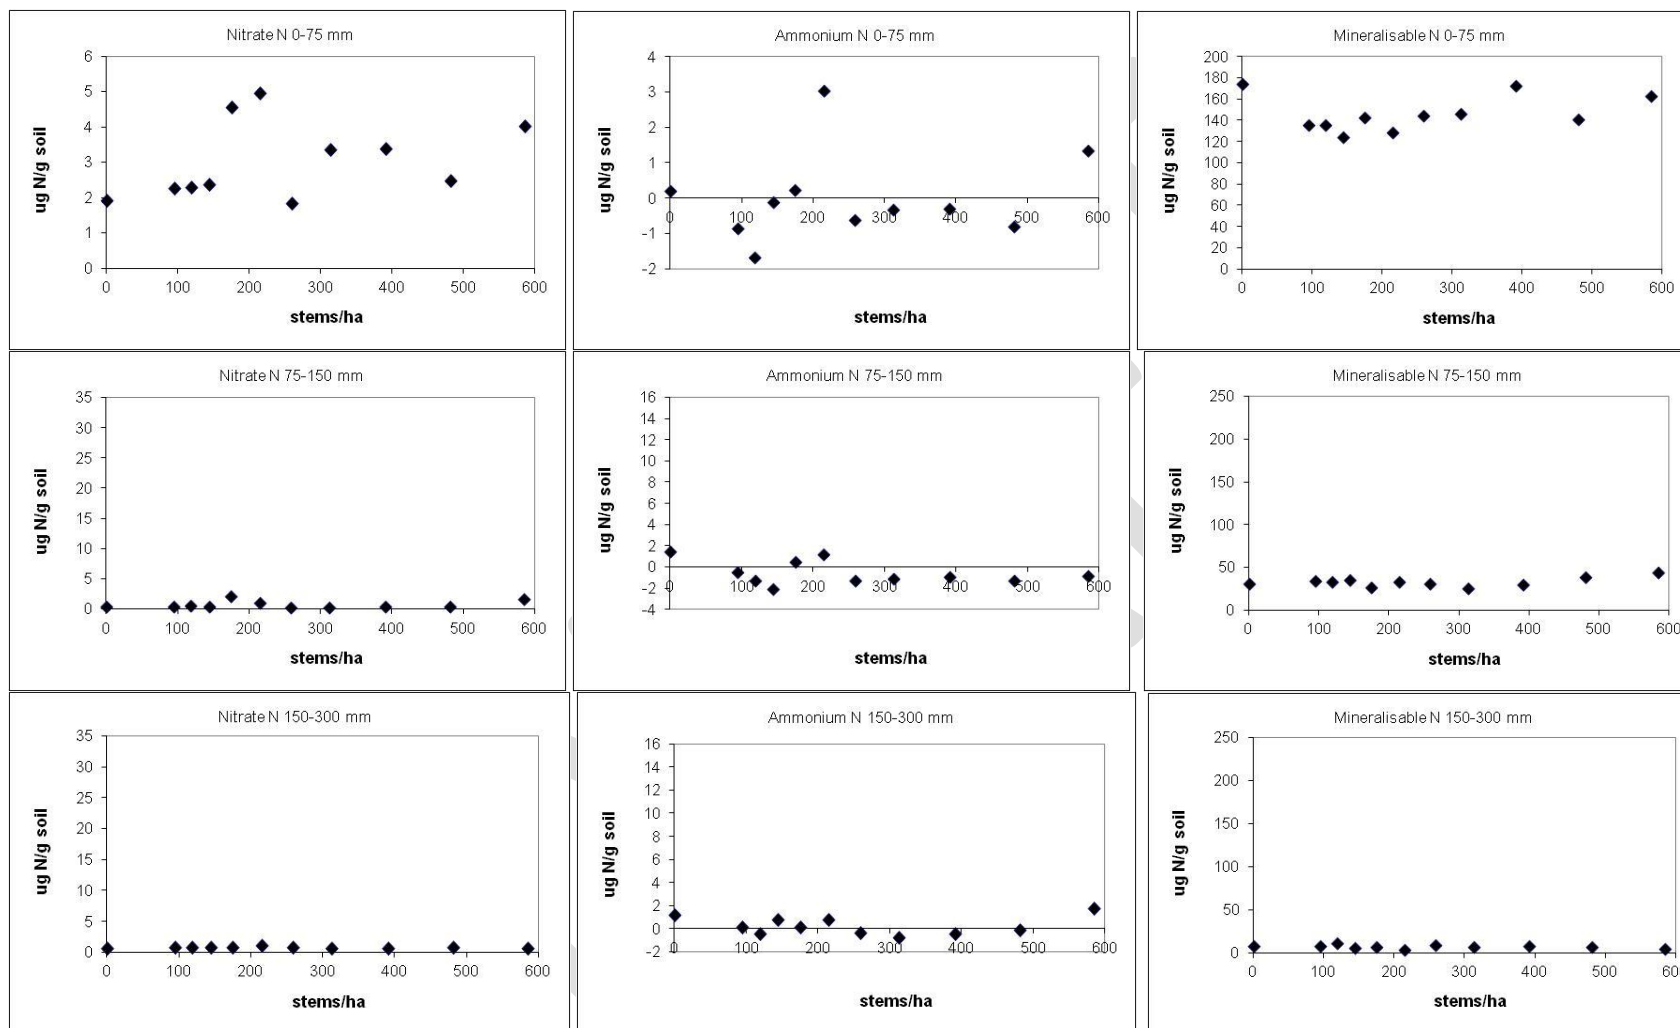 Nitrate N 0-75 mm
6
5
4
3
2
1
0
0 100 200 300 400 500 600
ug N/g soil
stems/ha
Ammonium N 0-75 mm
4
3
2
1
0
-1
-2
0 100 200 300 400 500 600
ug N/g soil
stems/ha
Mineralisable N 0-75 mm
200
180
160
140
120
100
80
60
40
20
0
0 100 200 300 400 500 600
ug N/g soil
stems/ha
Nitrate N 75-150 mm
35
30
25
20
15
10
5
0
0 100 200 300 400 500 600
ug N/g soil
stems/ha
Ammonium N 75-150 mm
16
14
12
10
8
6
4
2
0
-2
-4
0 100 200 300 400 500 600
ug N/g soil
stems/ha
Mineralisable N 75-150 mm
250
200
150
100
50
0
0 100 200 300 400 500 600
ug N/g soil
stems/ha
Nitrate N 150-300 mm
35
30
25
20
15
10
5
0
0 100 200 300 400 500 600
ug N/g soil
stems/ha
Ammonium N 150-300 mm
16
14
12
10
8
6
4
2
0
-2
0 100 200 300 400 500 600
ug N/g soil
stems/ha
Mineralisable N 150-300 mm
250
200
150
100
50
0
0 100 200 300 400 500 60
ug N/g soil
stems/ha